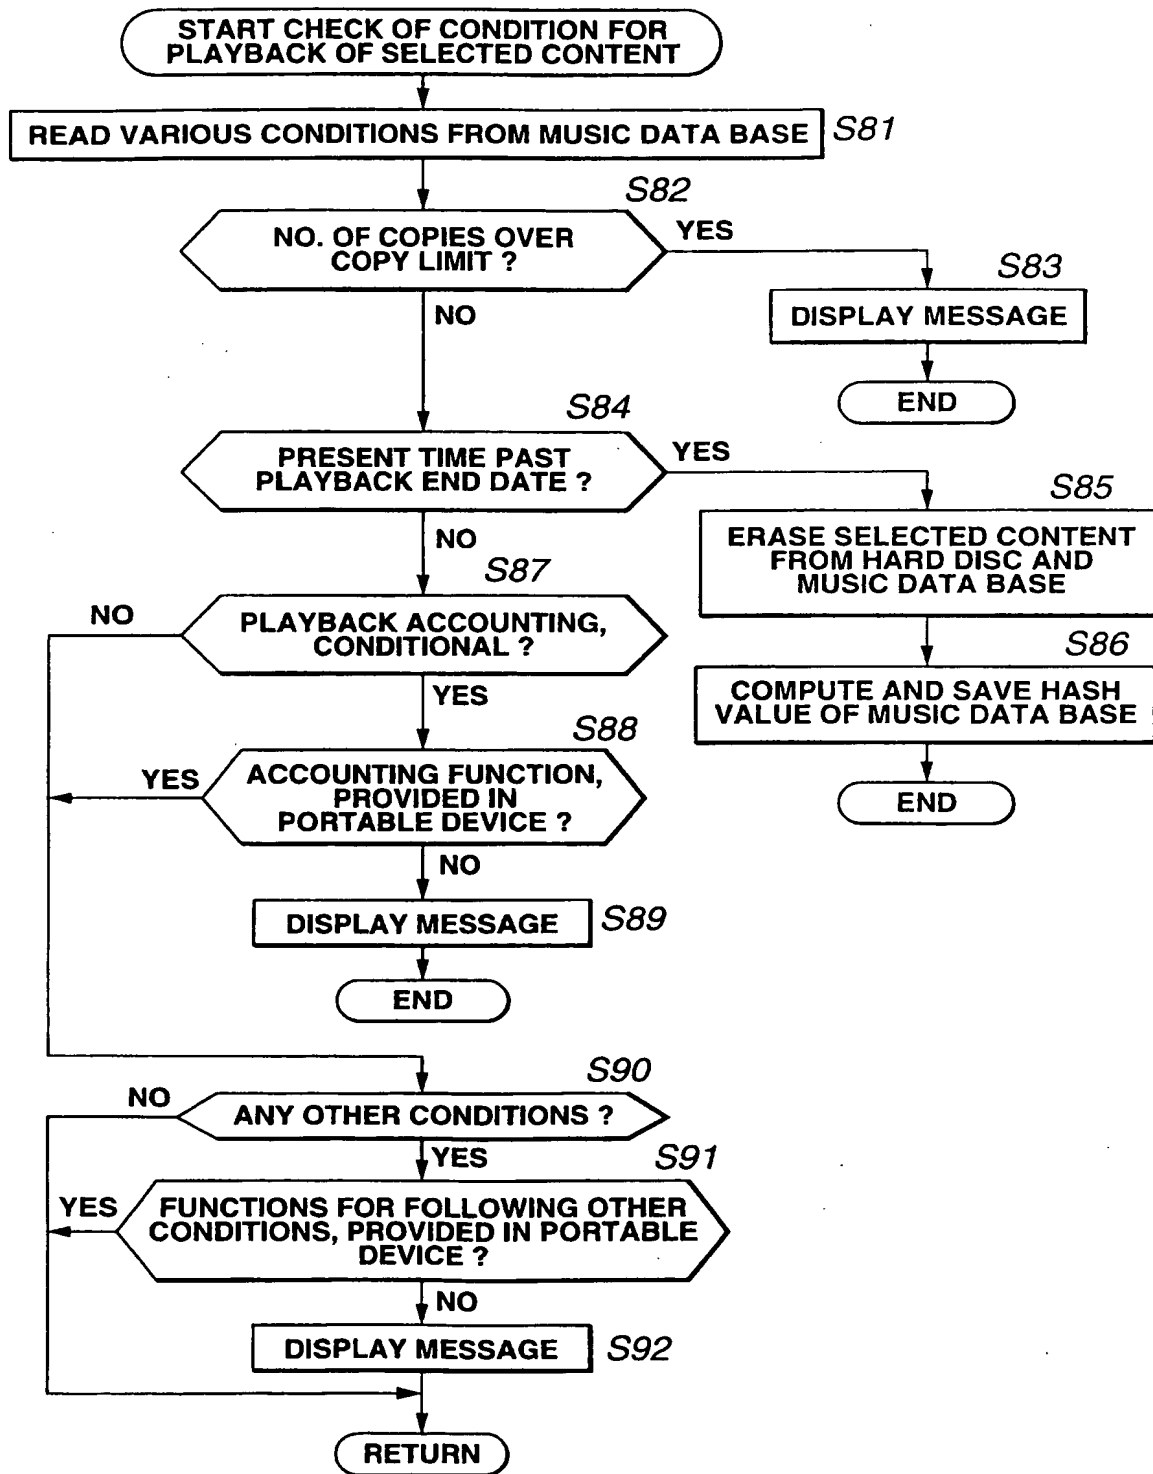 START CHECK OF CONDITION FOR
PLAYBACK OF SELECTED CONTENT
READ VARIOUS CONDITIONS FROM MUSIC DATA BASE
S81
S82
NO. OF COPIES OVER
COPY LIMIT ?
YES
S83
DISPLAY MESSAGE
END
NO
S84
PRESENT TIME PAST
PLAYBACK END DATE ?
YES
S85
ERASE SELECTED CONTENT
FROM HARD DISC AND
MUSIC DATA BASE
S86
COMPUTE AND SAVE HASH
VALUE OF MUSIC DATA BASE
END
NO
S87
PLAYBACK ACCOUNTING,
CONDITIONAL ?
NO
YES
S88
ACCOUNTING FUNCTION,
PROVIDED IN
PORTABLE DEVICE ?
YES
NO
DISPLAY MESSAGE
S89
END
S90
ANY OTHER CONDITIONS ?
NO
YES
S91
FUNCTIONS FOR FOLLOWING OTHER
CONDITIONS, PROVIDED IN PORTABLE
DEVICE ?
YES
NO
DISPLAY MESSAGE
S92
RETURN